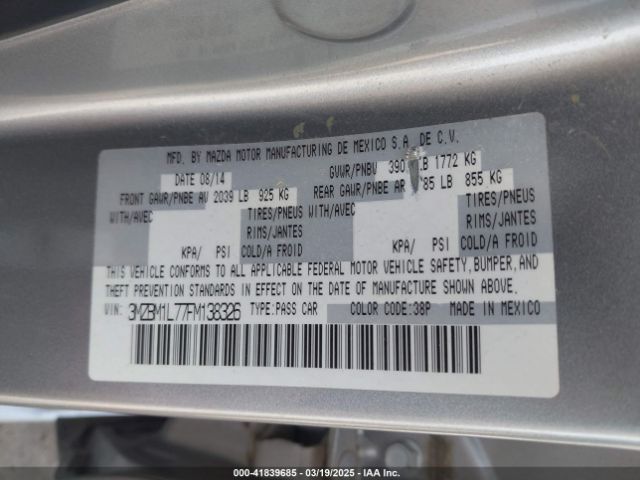 MFD. BY MAZDA MOTOR MANUFACTURING DE MEXICO S.A. DE C.V.
DATE 08/14 GVWR/PNBV 390 LB 1772 KG
FRONT GAWR/PNBE AV 2039 LB 925 KG REAR GAWR/PNBE AR 85 LB 855 KG
WITH/AVEC TIRES/PNEUS WITH/AVEC TIRES/PNEUS
RIMS/JANTES RIMS/JANTES
KPA/ PSI COLD/A FROID KPA/ PSI COLD/A FROID
THIS VEHICLE CONFORMS TO ALL APPLICABLE FEDERAL MOTOR VEHICLE SAFETY, BUMPER, AND
THEFT PREVENTION STANDARDS IN EFFECT ON THE DATE OF MANUFACTURE SHOWN ABOVE.
VIN: 3MZBM1L77FM138326 TYPE:PASS CAR COLOR CODE:38P MADE IN MEXICO
000-41839685 | 03/19/2025 | IAA Inc.